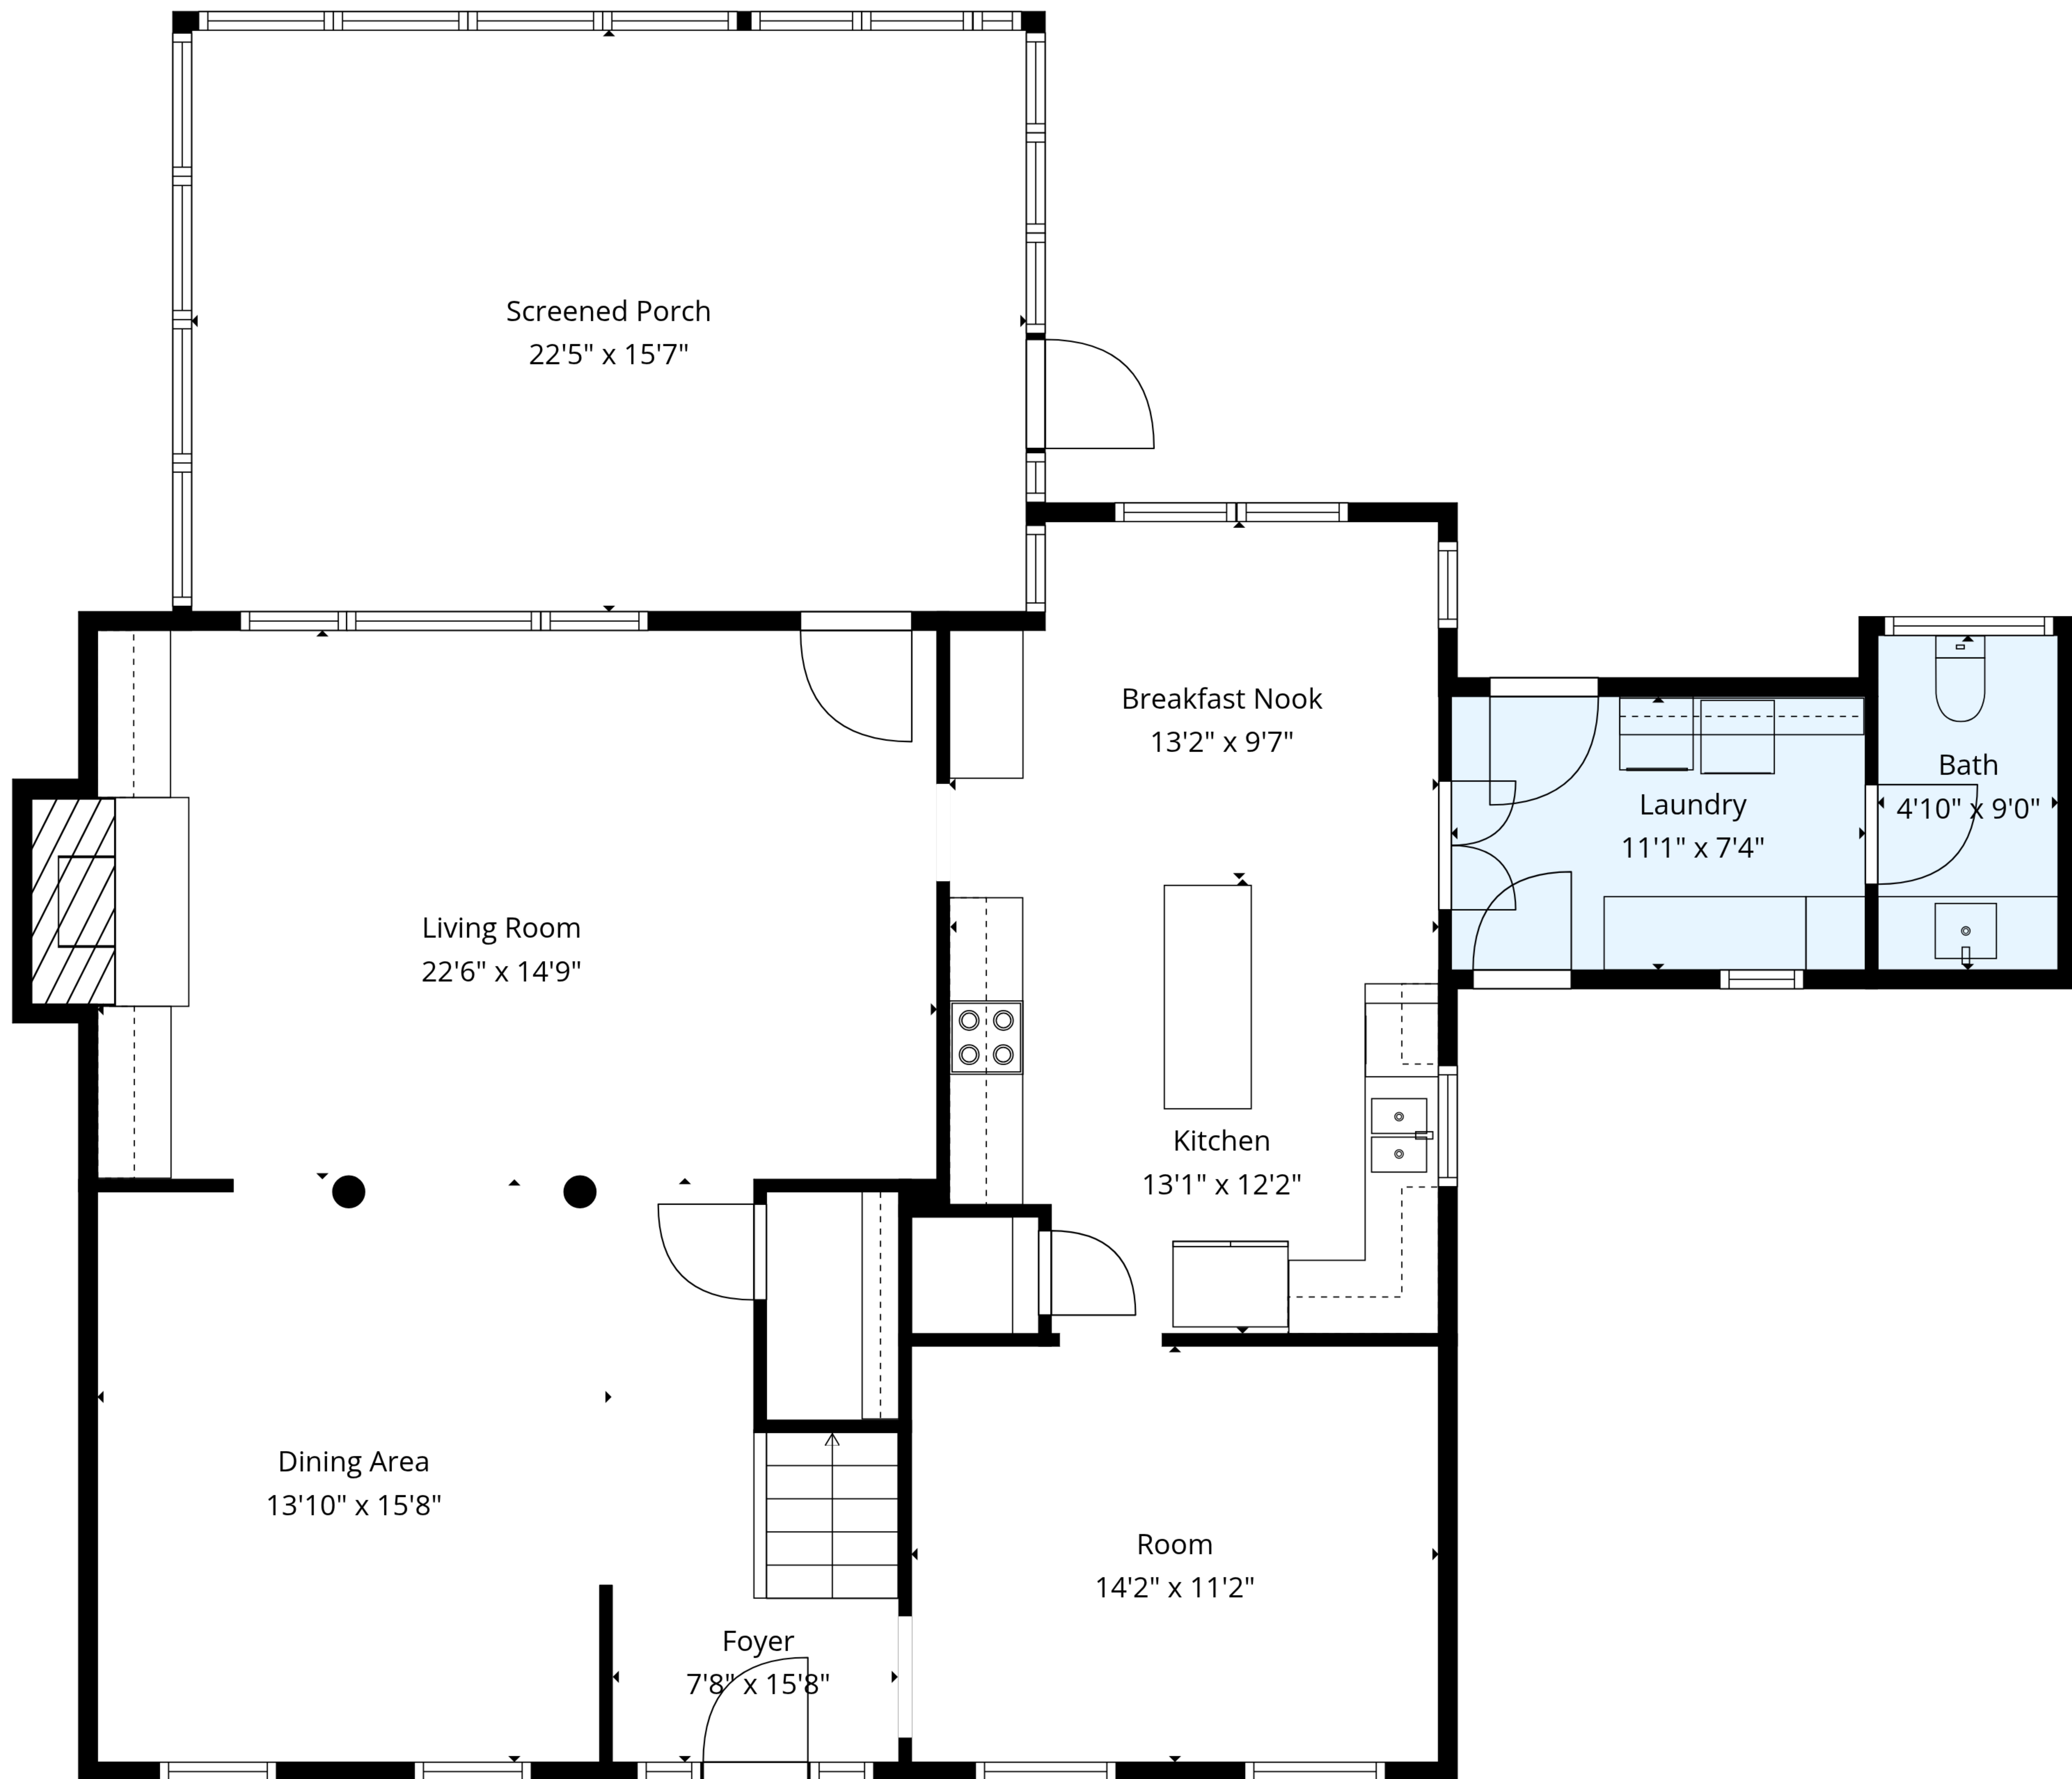 Screened Porch
22'5" x 15'7"
Breakfast Nook
13'2" x 9'7"
Bath
4'10" x 9'0"
Laundry
11'1" x 7'4"
Living Room
22'6" x 14'9"
Kitchen
13'1" x 12'2"
Dining Area
13'10" x 15'8"
Room
14'2" x 11'2"
Foyer
7'8" x 15'8"